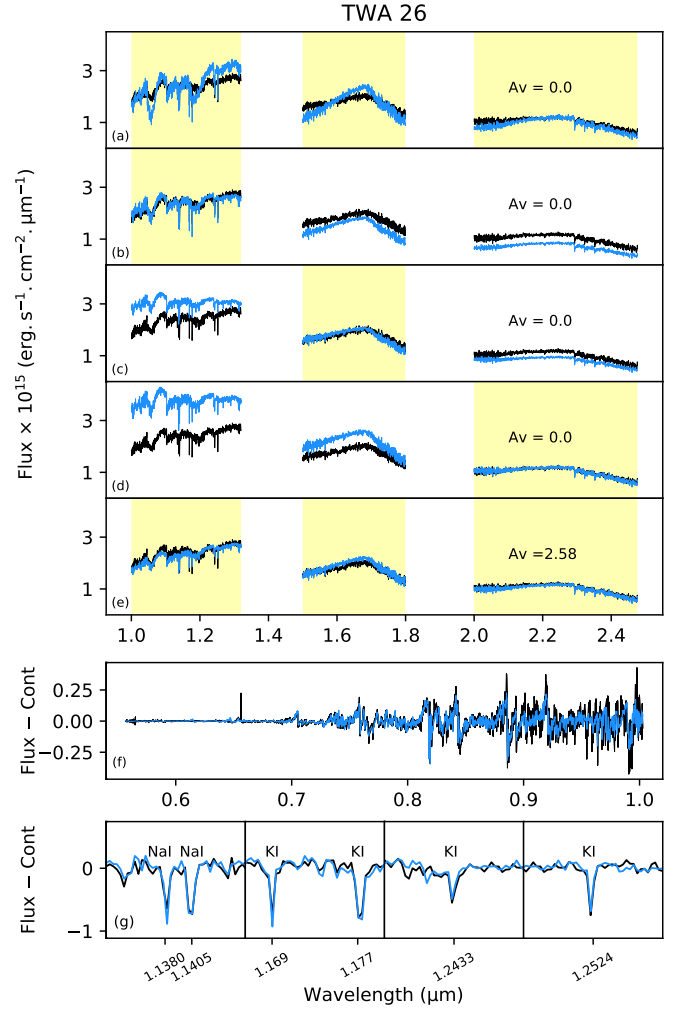 TWA 26
3
1
Av = 0.0
(a)
3
1
Av = 0.0
(b)
3
1
Av = 0.0
(c)
3
1
Av = 0.0
(d)
3
1
Av =2.58
(e)
Flux × 10¹⁵ (erg.s⁻¹.cm⁻².μm⁻¹)
1.0 1.2 1.4 1.6 1.8 2.0 2.2 2.4
Flux − Cont
0.25
0.00
−0.25
(f)
0.6 0.7 0.8 0.9 1.0
Flux − Cont
0
−1
NaI NaI KI KI KI KI
(g)
1.1380 1.1405 1.169 1.177 1.2433 1.2524
Wavelength (μm)